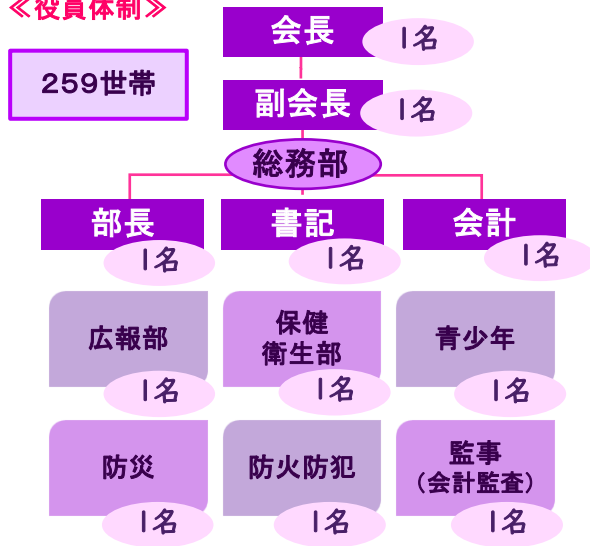 ≪役員体制≫
会長
1名
259世帯
副会長
1名
総務部
部長
1名
書記
1名
会計
1名
広報部
1名
保健
衛生部
1名
青少年
1名
防災
1名
防火防犯
1名
監事
（会計監査）
1名